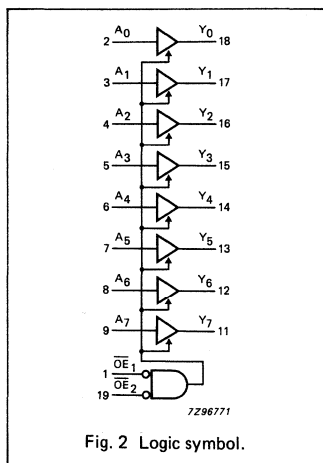 2 A0 Y0 18
3 A1 Y1 17
4 A2 Y2 16
5 A3 Y3 15
6 A4 Y4 14
7 A5 Y5 13
8 A6 Y6 12
9 A7 Y7 11
1 O̅E̅1
19 O̅E̅2
7Z96771
Fig. 2 Logic symbol.